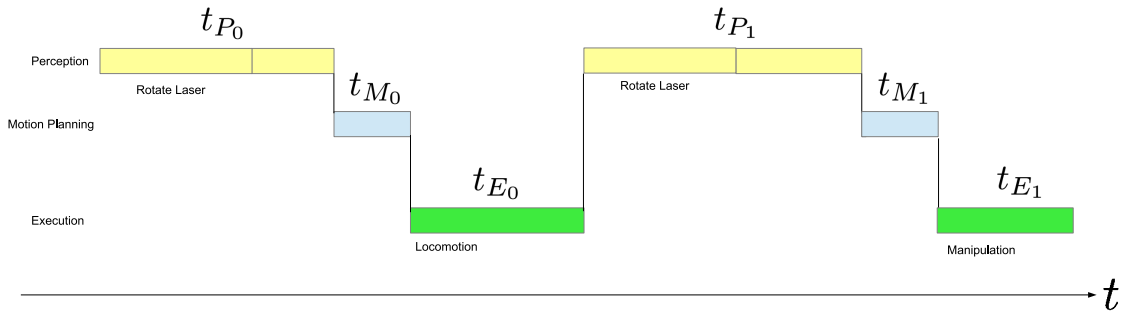 t_{P_0}
t_{P_1}
Perception
Rotate Laser
Rotate Laser
t_{M_0}
t_{M_1}
Motion Planning
t_{E_0}
t_{E_1}
Execution
Locomotion
Manipulation
t